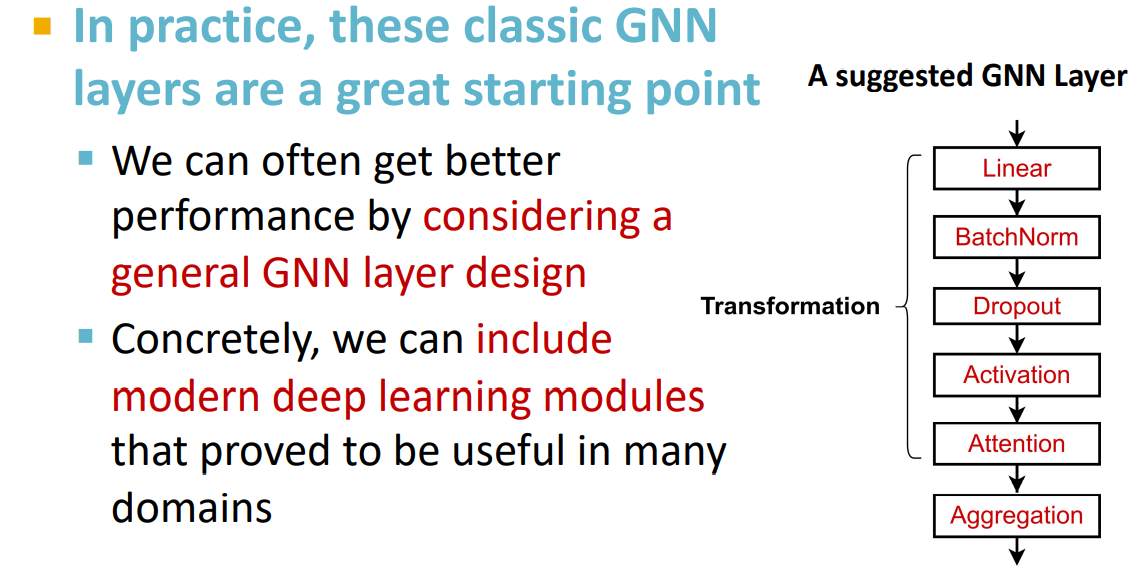 In practice, these classic GNN
layers are a great starting point
We can often get better
performance by considering a
general GNN layer design
Concretely, we can include
modern deep learning modules
that proved to be useful in many
domains
A suggested GNN Layer
Transformation
Linear
BatchNorm
Dropout
Activation
Attention
Aggregation